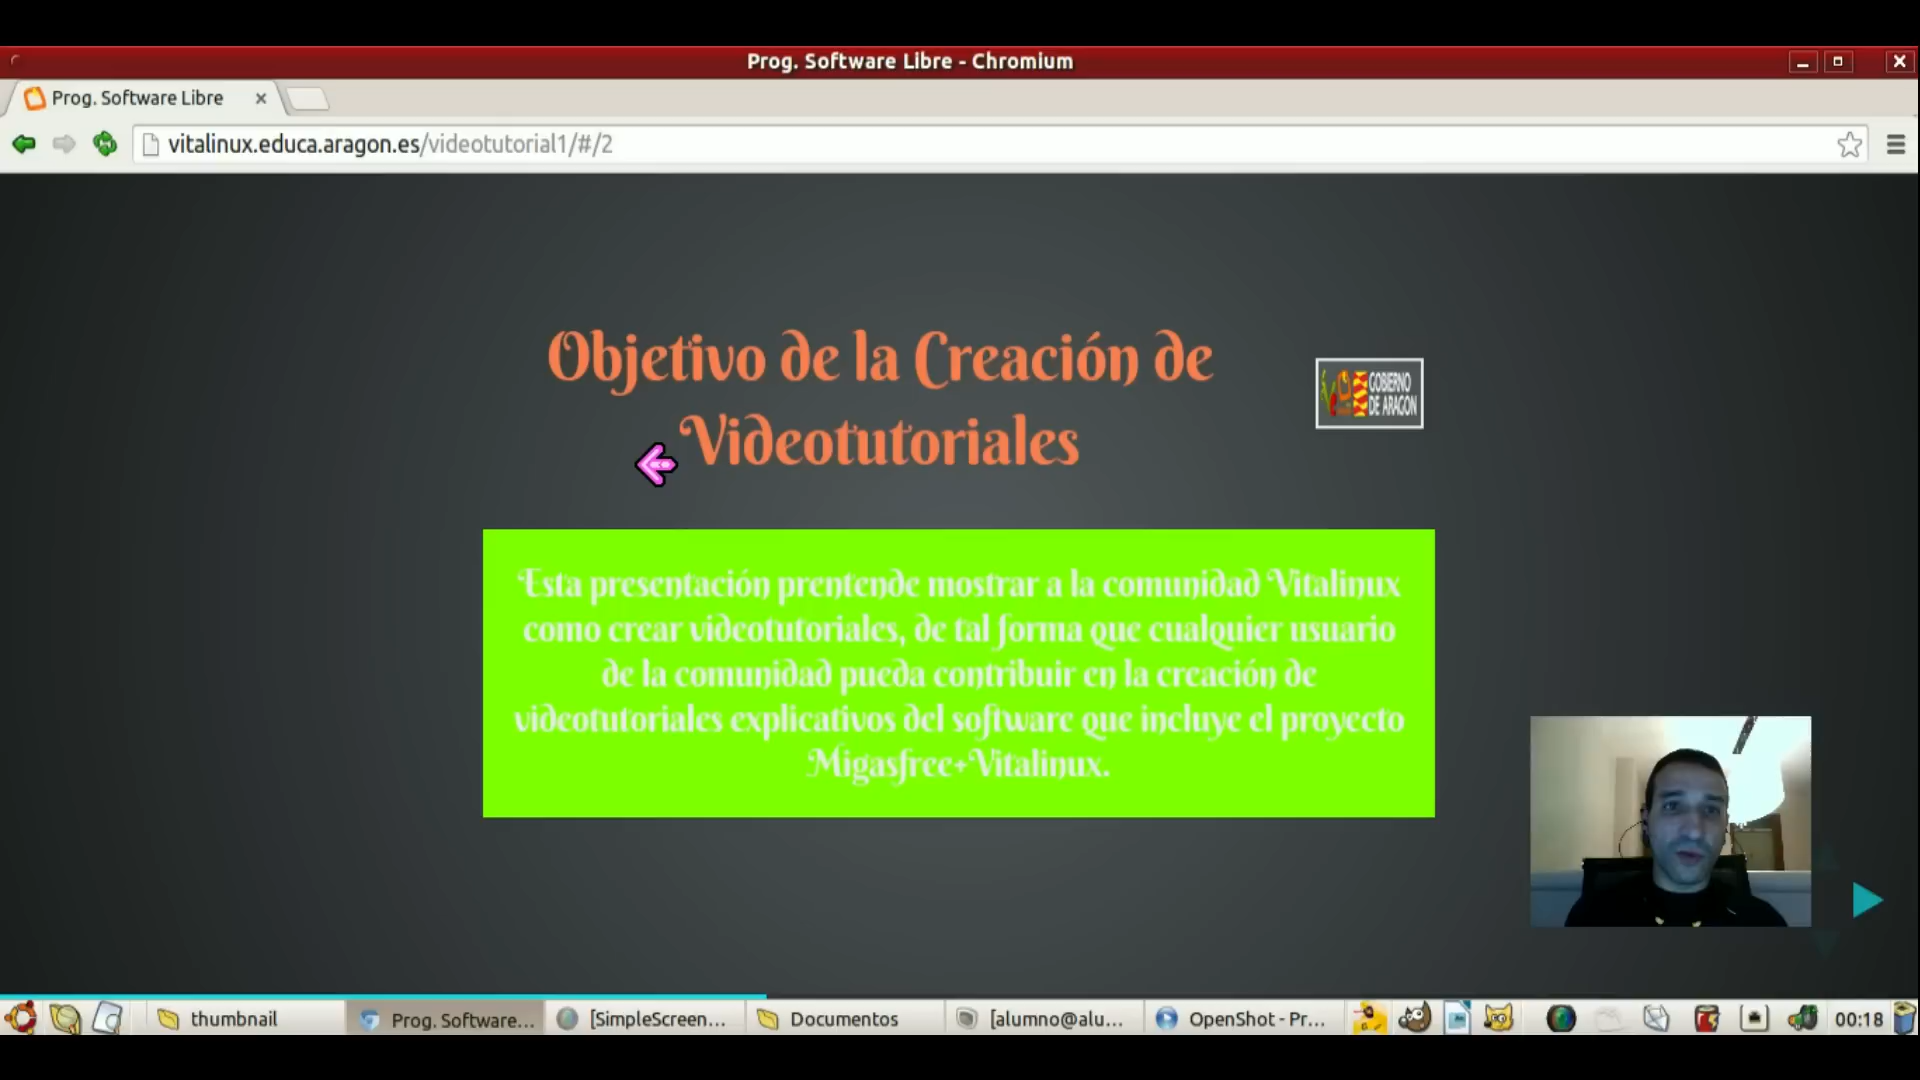 Prog. Software Libre - Chromium
Prog. Software Libre
vitalinux.educa.aragon.es/videotutorial1/#/2
Objetivo de la Creación de
Videotutoriales
GOBIERNO
DE ARAGON
Esta presentación prentende mostrar a la comunidad Vitalinux
como crear videotutoriales, de tal forma que cualquier usuario
de la comunidad pueda contribuir en la creación de
videotutoriales explicativos del software que incluye el proyecto
Migasfree+Vitalinux.
thumbnail
Prog. Software...
[SimpleScreen...
Documentos
[alumno@alu...
OpenShot - Pr...
00:18